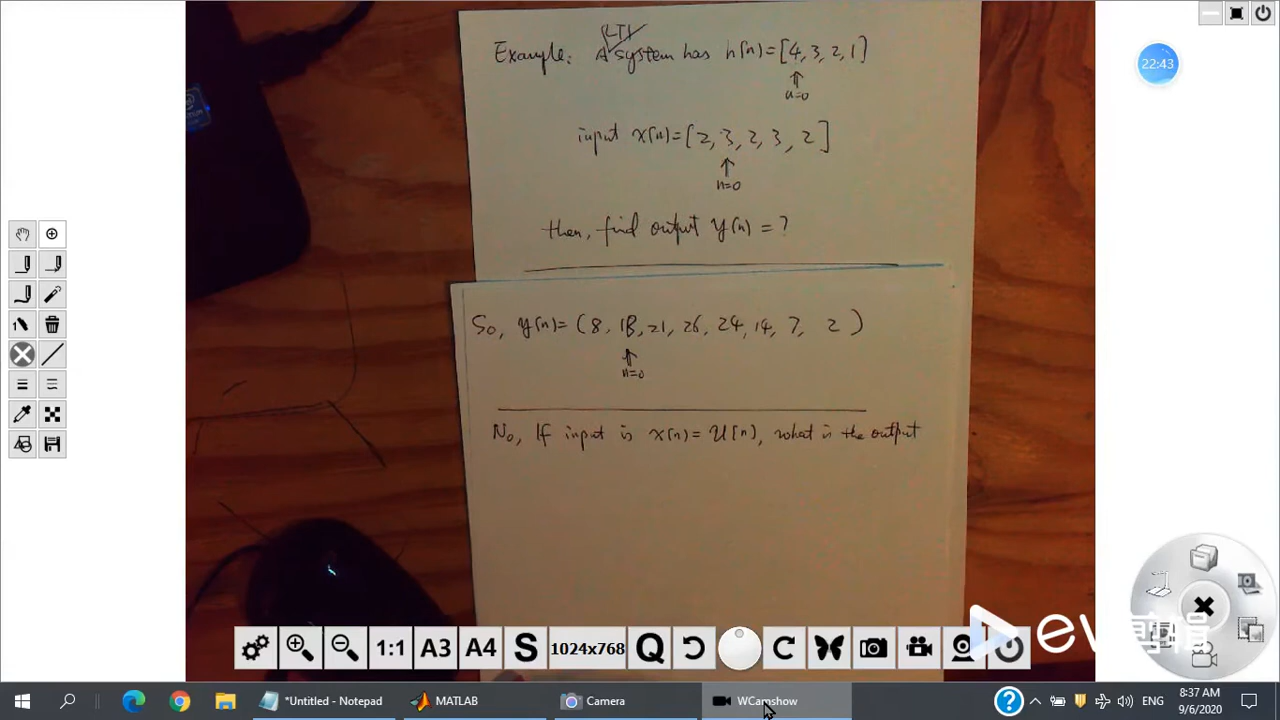 LTI
Example: A system has h[n]=[4, 3, 2, 1]
n=0
input x[n]=[2, 3, 2, 3, 2]
n=0
then, find output y[n] = ?
So, y[n]= (8, 18, 21, 26, 24, 14, 7, 2)
n=0
No, If input is x[n]= U[n], what is the output
22:43
1:1 A3 A4 S 1024x768 Q
*Untitled - Notepad
MATLAB
Camera
WCamshow
ENG
8:37 AM
9/6/2020